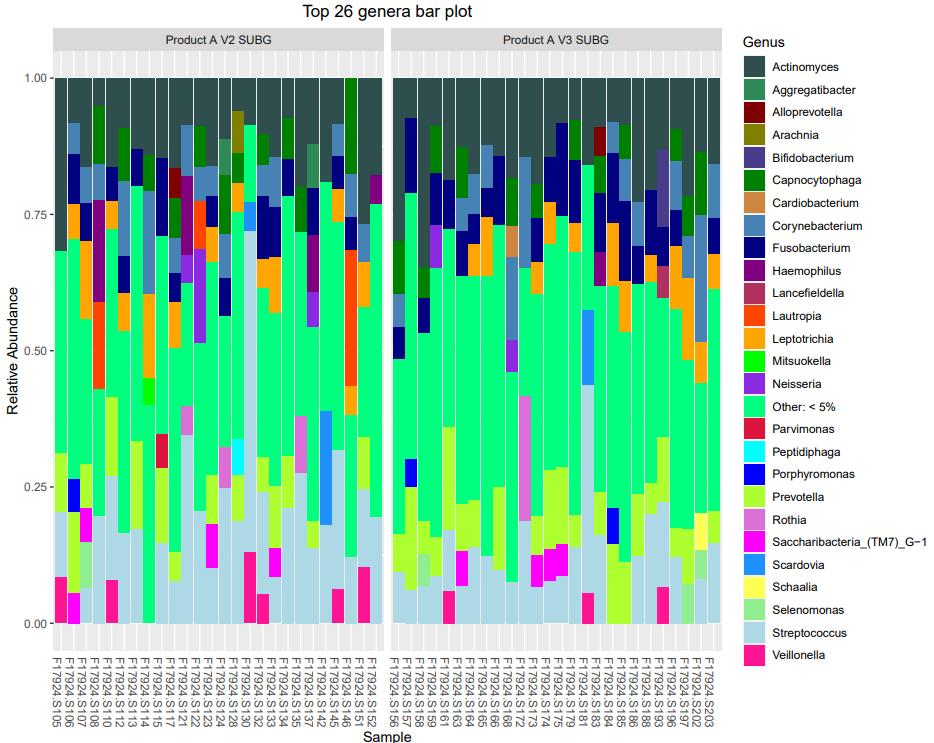 Top 26 genera bar plot
Product A V2 SUBG
Product A V3 SUBG
Relative Abundance
1.00
0.75
0.50
0.25
0.00
F17924.S105
F17924.S106
F17924.S107
F17924.S108
F17924.S110
F17924.S112
F17924.S113
F17924.S114
F17924.S115
F17924.S117
F17924.S121
F17924.S122
F17924.S123
F17924.S124
F17924.S128
F17924.S130
F17924.S132
F17924.S133
F17924.S134
F17924.S135
F17924.S137
F17924.S142
F17924.S145
F17924.S146
F17924.S151
F17924.S152
F17924.S156
F17924.S157
F17924.S158
F17924.S159
F17924.S161
F17924.S163
F17924.S164
F17924.S165
F17924.S166
F17924.S168
F17924.S172
F17924.S173
F17924.S174
F17924.S175
F17924.S179
F17924.S181
F17924.S183
F17924.S184
F17924.S185
F17924.S186
F17924.S188
F17924.S193
F17924.S196
F17924.S197
F17924.S202
F17924.S203
Sample
Genus
Actinomyces
Aggregatibacter
Alloprevotella
Arachnia
Bifidobacterium
Capnocytophaga
Cardiobacterium
Corynebacterium
Fusobacterium
Haemophilus
Lancefieldella
Lautropia
Leptotrichia
Mitsuokella
Neisseria
Other: < 5%
Parvimonas
Peptidiphaga
Porphyromonas
Prevotella
Rothia
Saccharibacteria_(TM7)_G−1
Scardovia
Schaalia
Selenomonas
Streptococcus
Veillonella